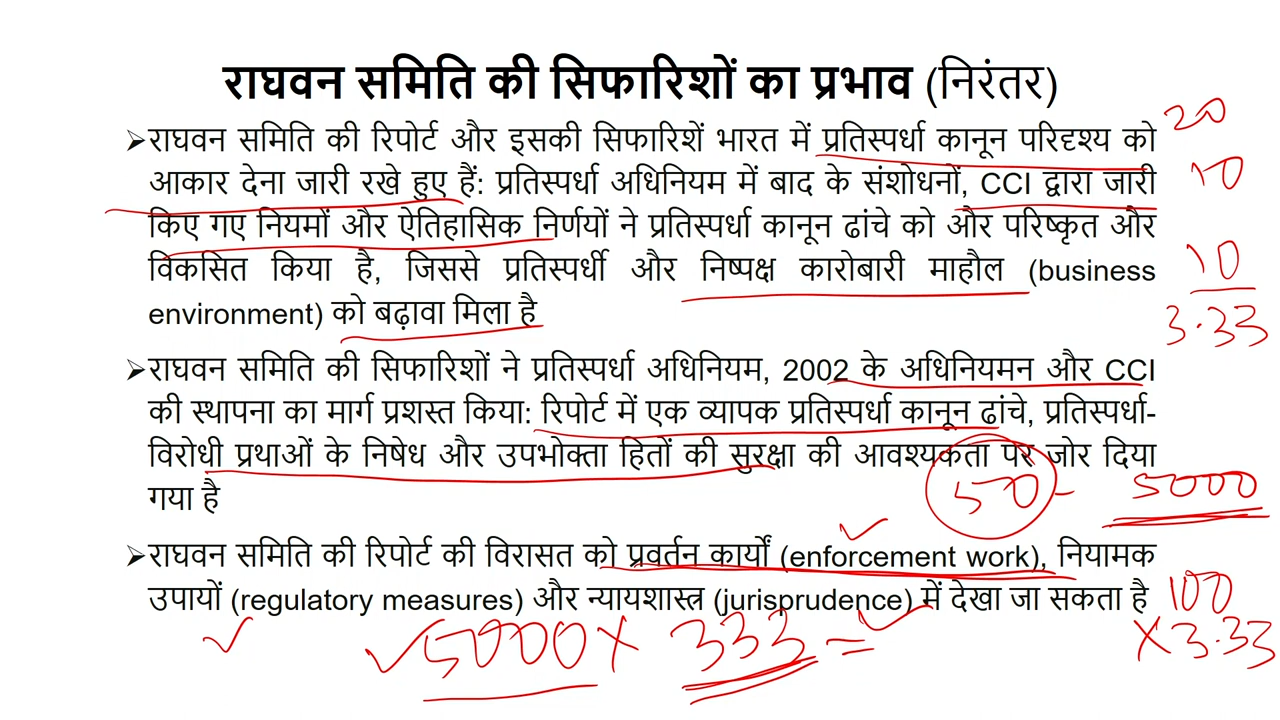 राघवन समिति की सिफारिशों का प्रभाव (निरंतर)
➢राघवन समिति की रिपोर्ट और इसकी सिफारिशें भारत में प्रतिस्पर्धा कानून परिदृश्य को
आकार देना जारी रखे हुए हैं: प्रतिस्पर्धा अधिनियम में बाद के संशोधनों, CCI द्वारा जारी
किए गए नियमों और ऐतिहासिक निर्णयों ने प्रतिस्पर्धा कानून ढांचे को और परिष्कृत और
विकसित किया है, जिससे प्रतिस्पर्धी और निष्पक्ष कारोबारी माहौल (business
environment) को बढ़ावा मिला है
➢राघवन समिति की सिफारिशों ने प्रतिस्पर्धा अधिनियम, 2002 के अधिनियमन और CCI
की स्थापना का मार्ग प्रशस्त किया: रिपोर्ट में एक व्यापक प्रतिस्पर्धा कानून ढांचे, प्रतिस्पर्धा-
विरोधी प्रथाओं के निषेध और उपभोक्ता हितों की सुरक्षा की आवश्यकता पर जोर दिया
गया है
➢राघवन समिति की रिपोर्ट की विरासत को प्रवर्तन कार्यों (enforcement work), नियामक
उपायों (regulatory measures) और न्यायशास्त्र (jurisprudence) में देखा जा सकता है
20
10
10
3.33
50 - 5000
100
× 3.33
5000 × 333 =